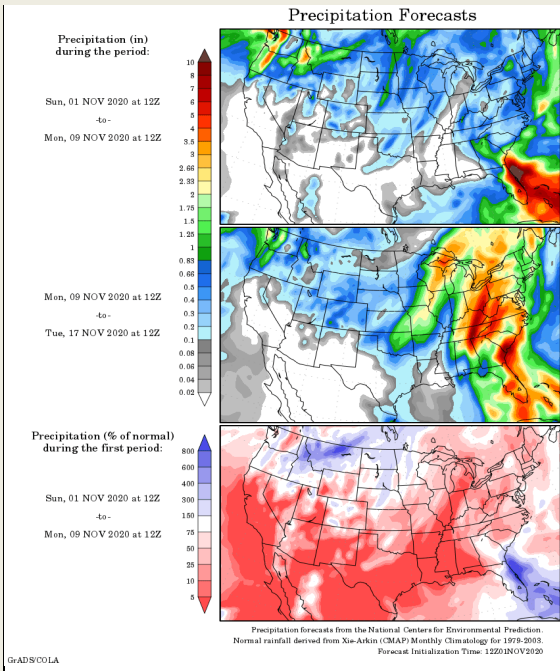 Precipitation Forecasts
Precipitation (in)
during the period:
Sun, 01 NOV 2020 at 12Z
-to-
Mon, 09 NOV 2020 at 12Z
10
8
7
6
5
4
3.5
3
2.66
2.33
2
1.75
1.5
1.25
1
0.83
0.66
0.5
0.4
0.3
0.2
0.1
0.08
0.06
0.04
0.02
Mon, 09 NOV 2020 at 12Z
-to-
Tue, 17 NOV 2020 at 12Z
Precipitation (% of normal)
during the first period:
Sun, 01 NOV 2020 at 12Z
-to-
Mon, 09 NOV 2020 at 12Z
800
600
400
300
150
75
50
25
10
5
Precipitation forecasts from the National Centers for Environmental Prediction.
Normal rainfall derived from Xie-Arkin (CMAP) Monthly Climatology for 1979-2003.
Forecast Initialization Time: 12Z01NOV2020
GrADS/COLA